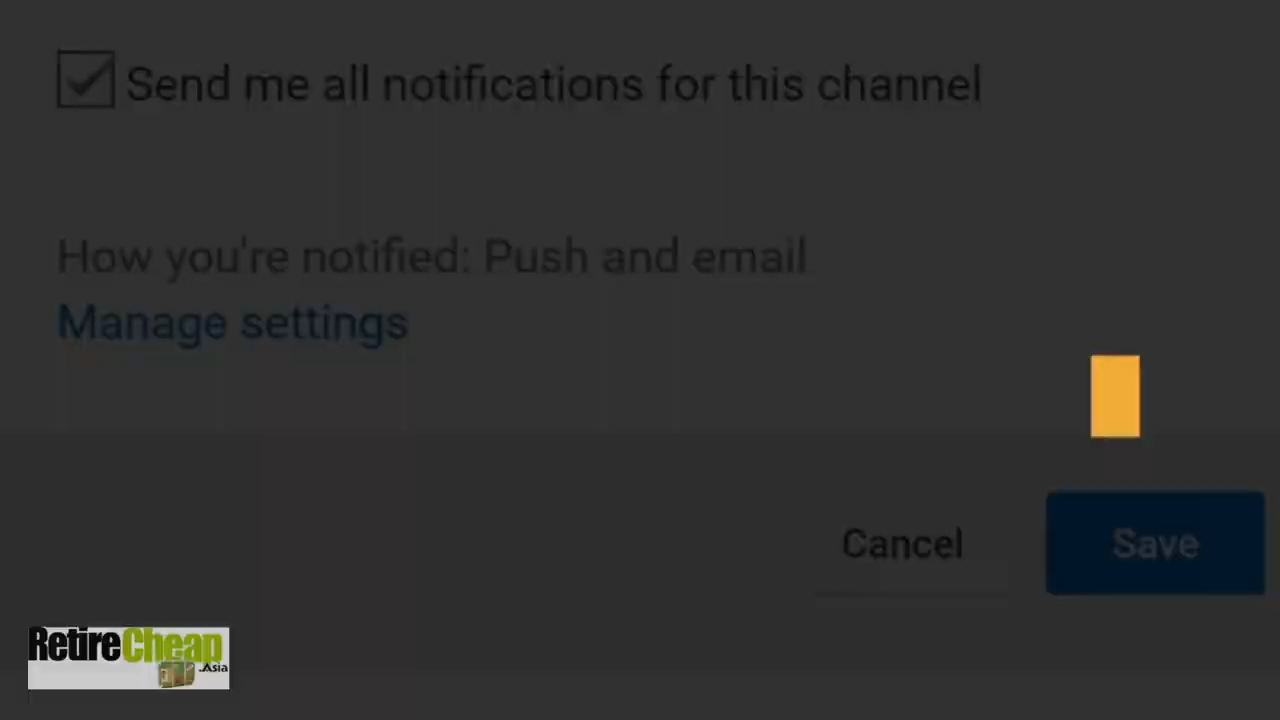 Send me all notifications for this channel
How you're notified: Push and email
Manage settings
Cancel
Save
RetireCheap
.Asia